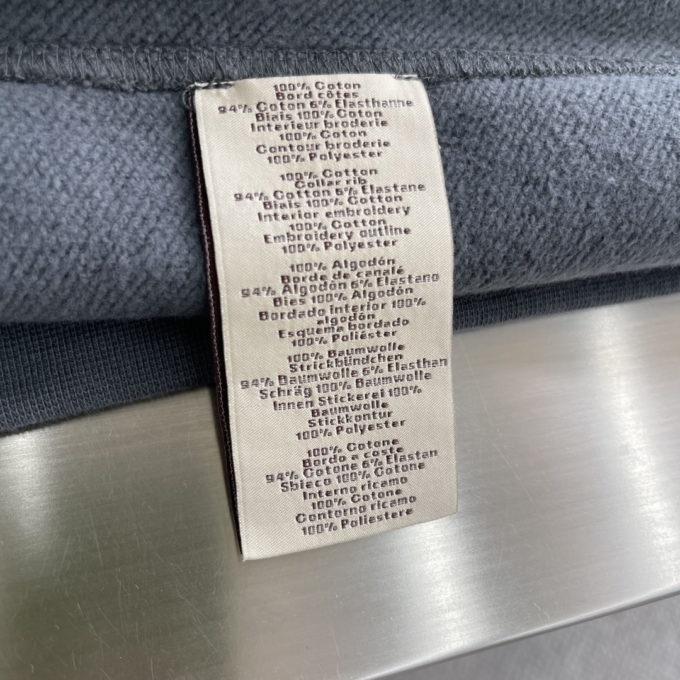 100% Coton
Bord côtes
94% Coton 6% Elasthanne
Biais 100% Coton
Interieur broderie
100% Coton
Contour broderie
100% Polyester
100% Cotton
Collar rib
94% Cotton 6% Elastane
Biais 100% Cotton
Interior embroidery
100% Cotton
Embroidery outline
100% Polyester
100% Algodón
Borde de canalé
94% Algodón 6% Elastano
Bies 100% Algodón
Bordado interior 100%
algodón
Esquema bordado
100% Poliéster
100% Baumwolle
Strickbündchen
94% Baumwolle 6% Elasthan
Schräg 100% Baumwolle
Innen Stickerei 100%
Baumwolle
Stickkontur
100% Polyester
100% Cotone
Bordo a coste
94% Cotone 6% Elastan
Sbieco 100% Cotone
Interno ricamo
100% Cotone
Contorno ricamo
100% Poliestere